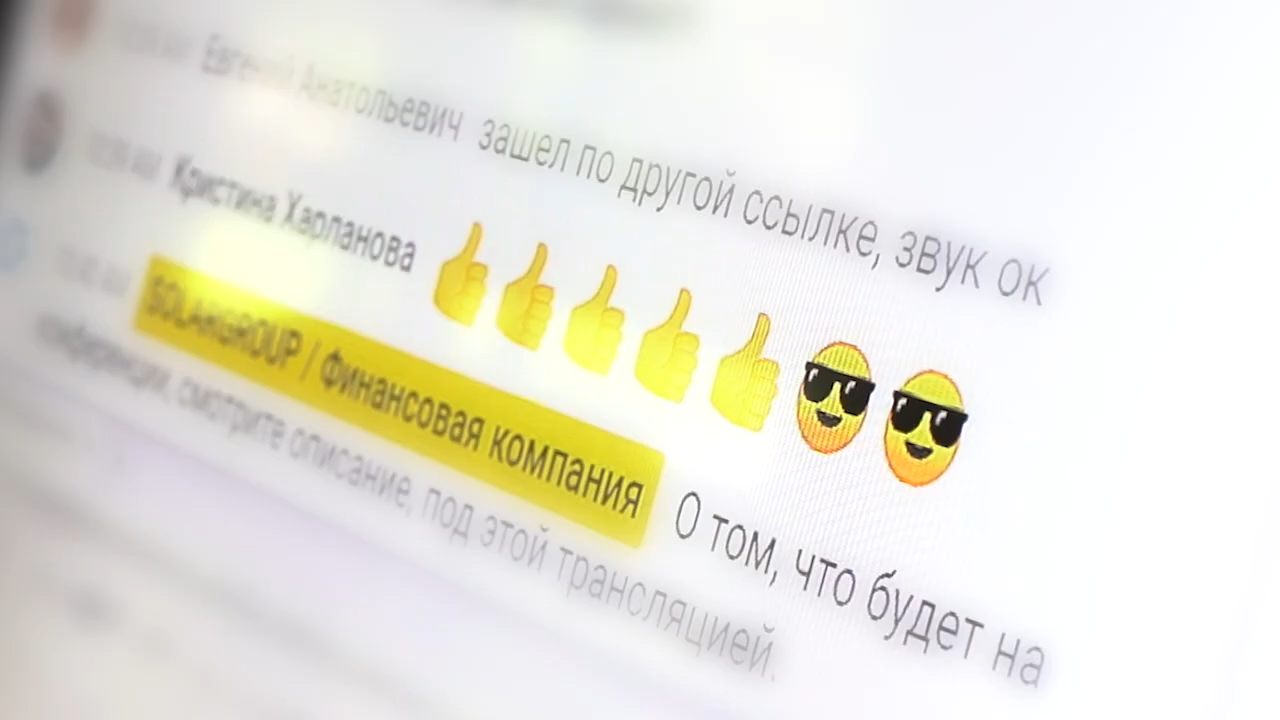 Евгений Анатольевич зашел по другой ссылке, звук ок
Кристина Харланова 👍👍👍👍👍😎😎
SOLARGROUP / Финансовая компания О том, что будет на
конференции, смотрите описание, под этой трансляцией.